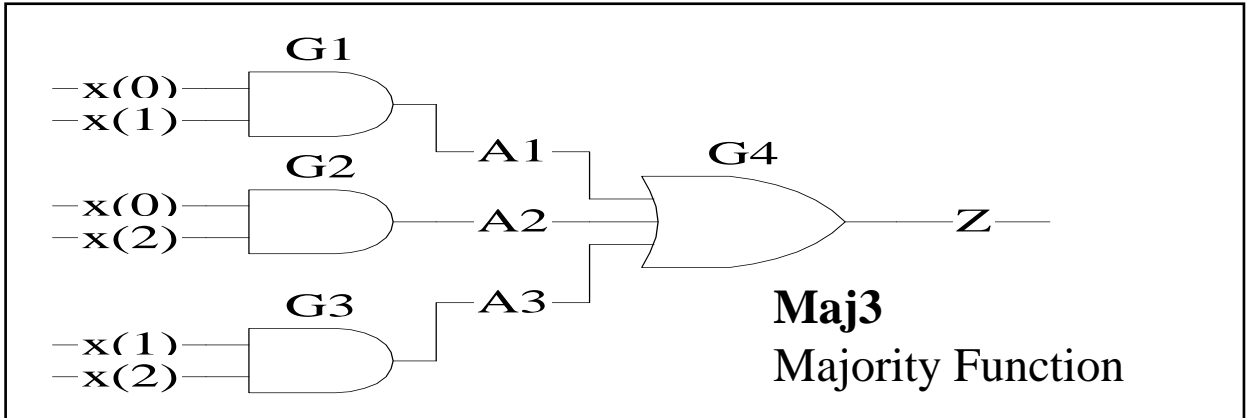 G1
x(0)
x(1)
A1
G2
G4
x(0)
x(2)
A2
Z
G3
A3
x(1)
x(2)
Maj3
Majority Function